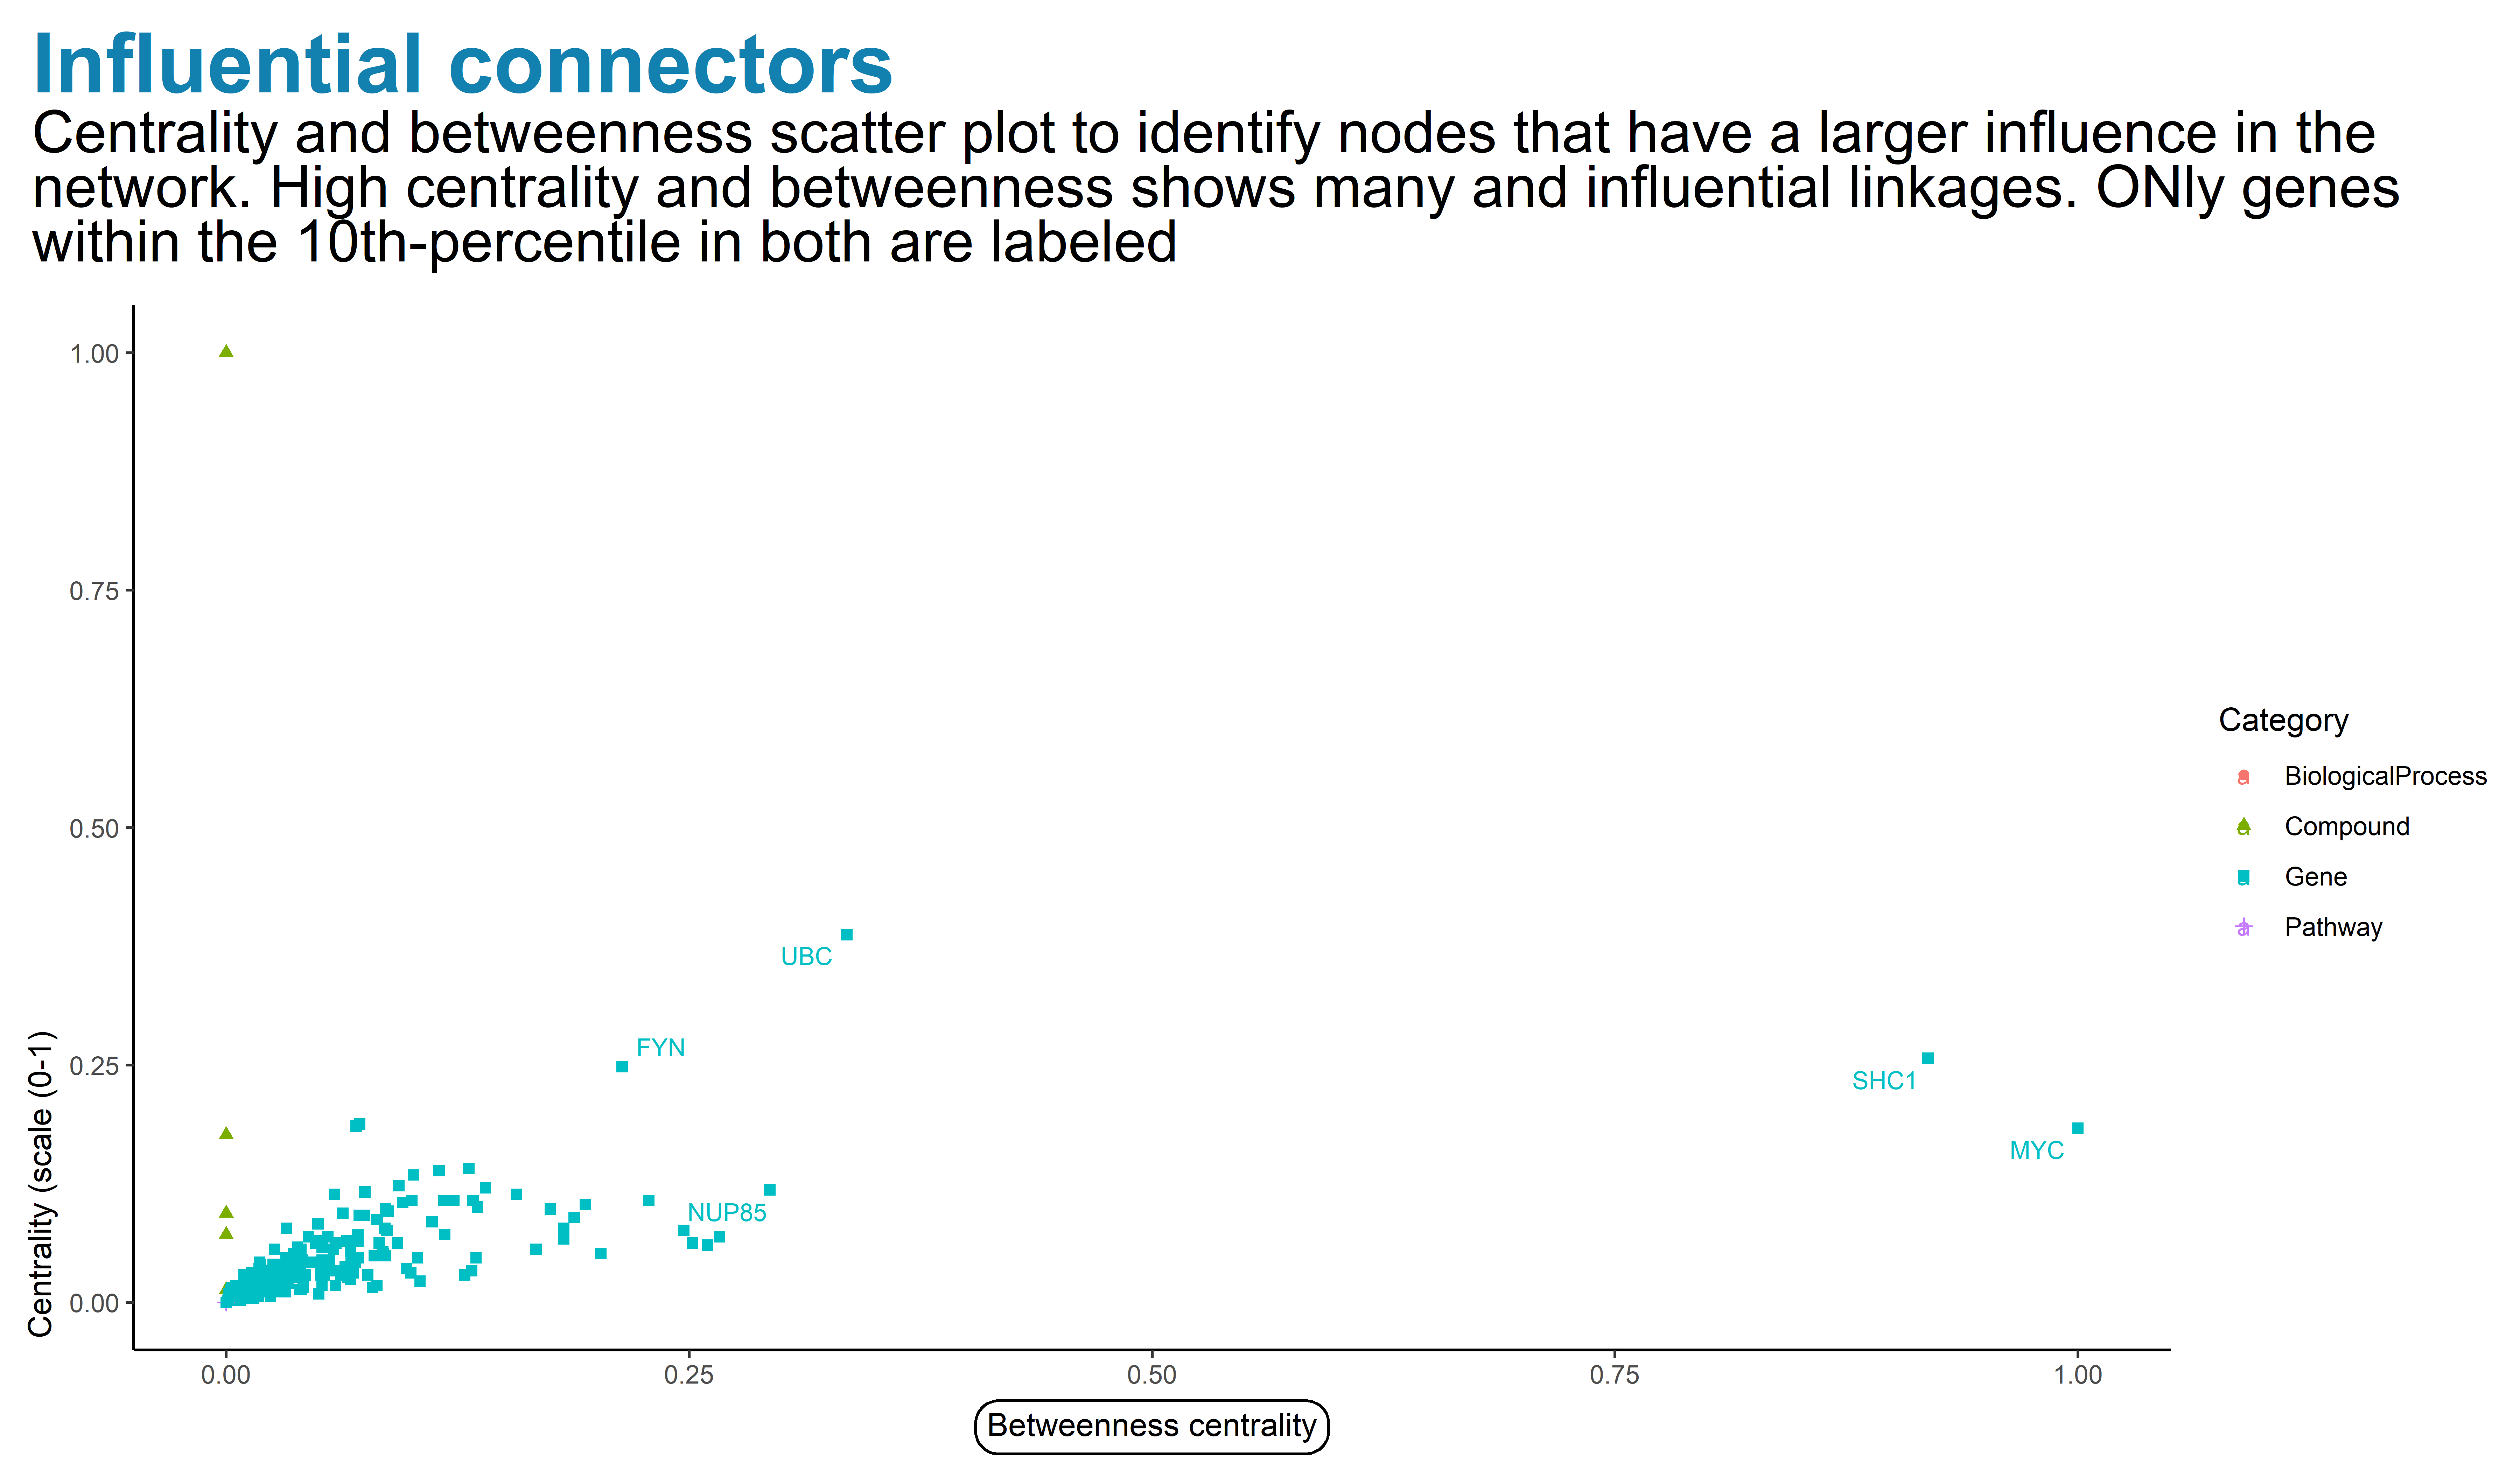 Influential connectors
Centrality and betweenness scatter plot to identify nodes that have a larger influence in the
network. High centrality and betweenness shows many and influential linkages. ONly genes
within the 10th-percentile in both are labeled
Centrality (scale (0-1)
1.00
0.75
0.50
0.25
0.00
UBC
FYN
SHC1
MYC
NUP85
Category
a BiologicalProcess
a Compound
a Gene
a Pathway
0.00 0.25 0.50 0.75 1.00
Betweenness centrality